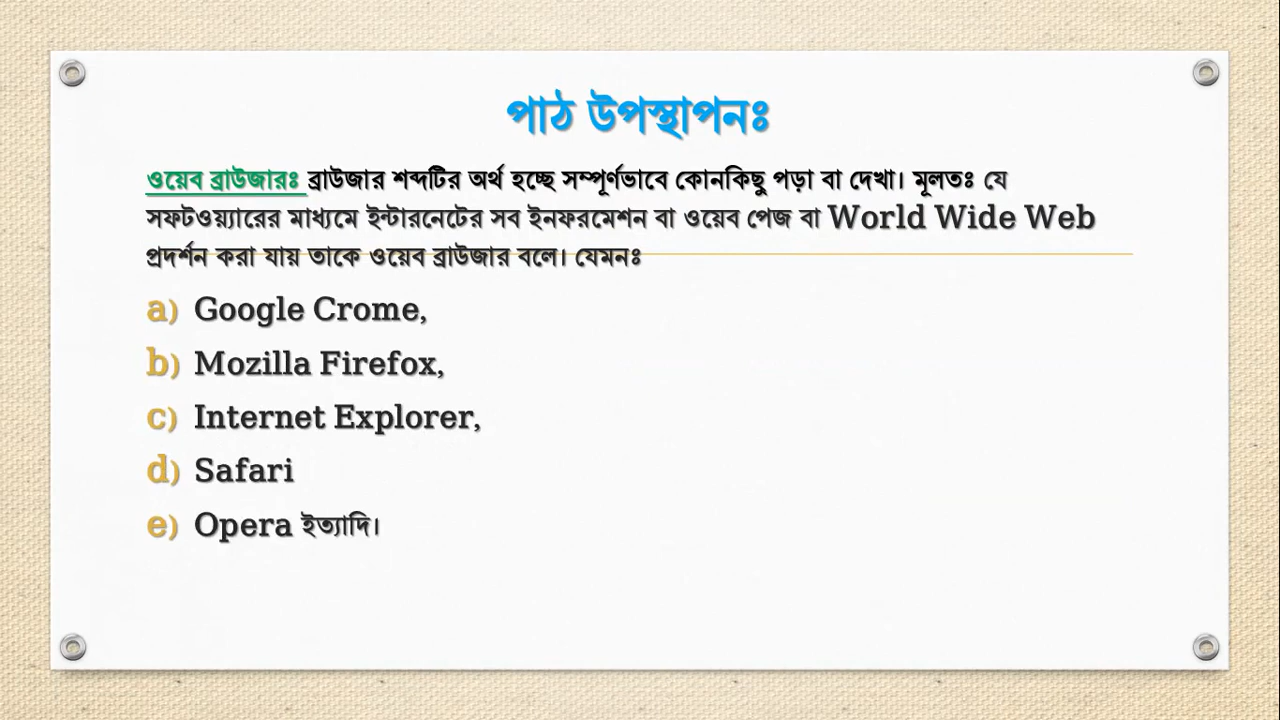 পাঠ উপস্থাপনঃ
ওয়েব ব্রাউজারঃ ব্রাউজার শব্দটির অর্থ হচ্ছে সম্পূর্ণভাবে কোনকিছু পড়া বা দেখা। মূলতঃ যে
সফটওয়্যারের মাধ্যমে ইন্টারনেটের সব ইনফরমেশন বা ওয়েব পেজ বা World Wide Web
প্রদর্শন করা যায় তাকে ওয়েব ব্রাউজার বলে। যেমনঃ
a) Google Crome,
b) Mozilla Firefox,
c) Internet Explorer,
d) Safari
e) Opera ইত্যাদি।